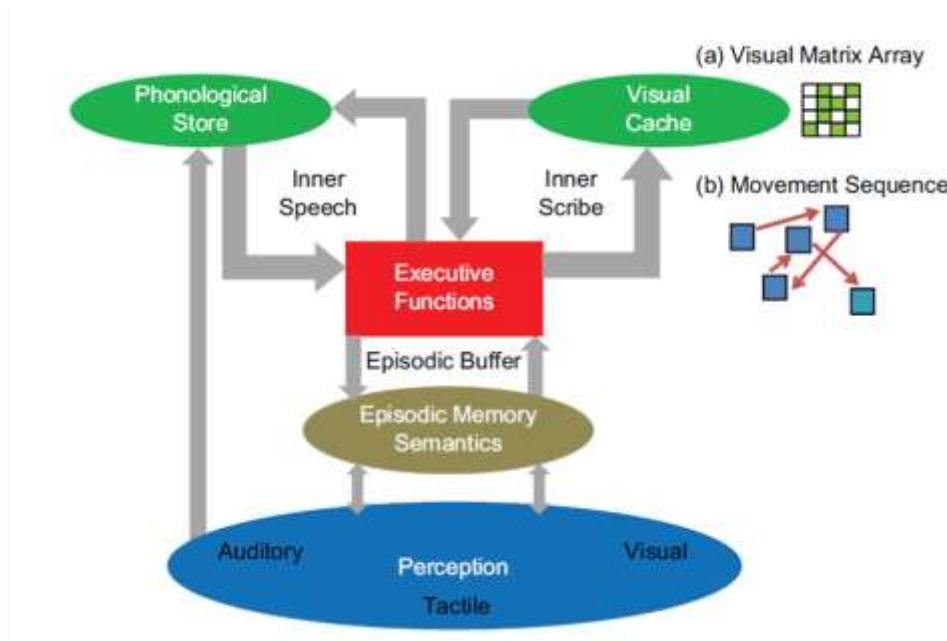 (a) Visual Matrix Array
Phonological
Store
Visual
Cache
Inner
Speech
Inner
Scribe
(b) Movement Sequence
Executive
Functions
Episodic Buffer
Episodic Memory
Semantics
Auditory
Visual
Perception
Tactile